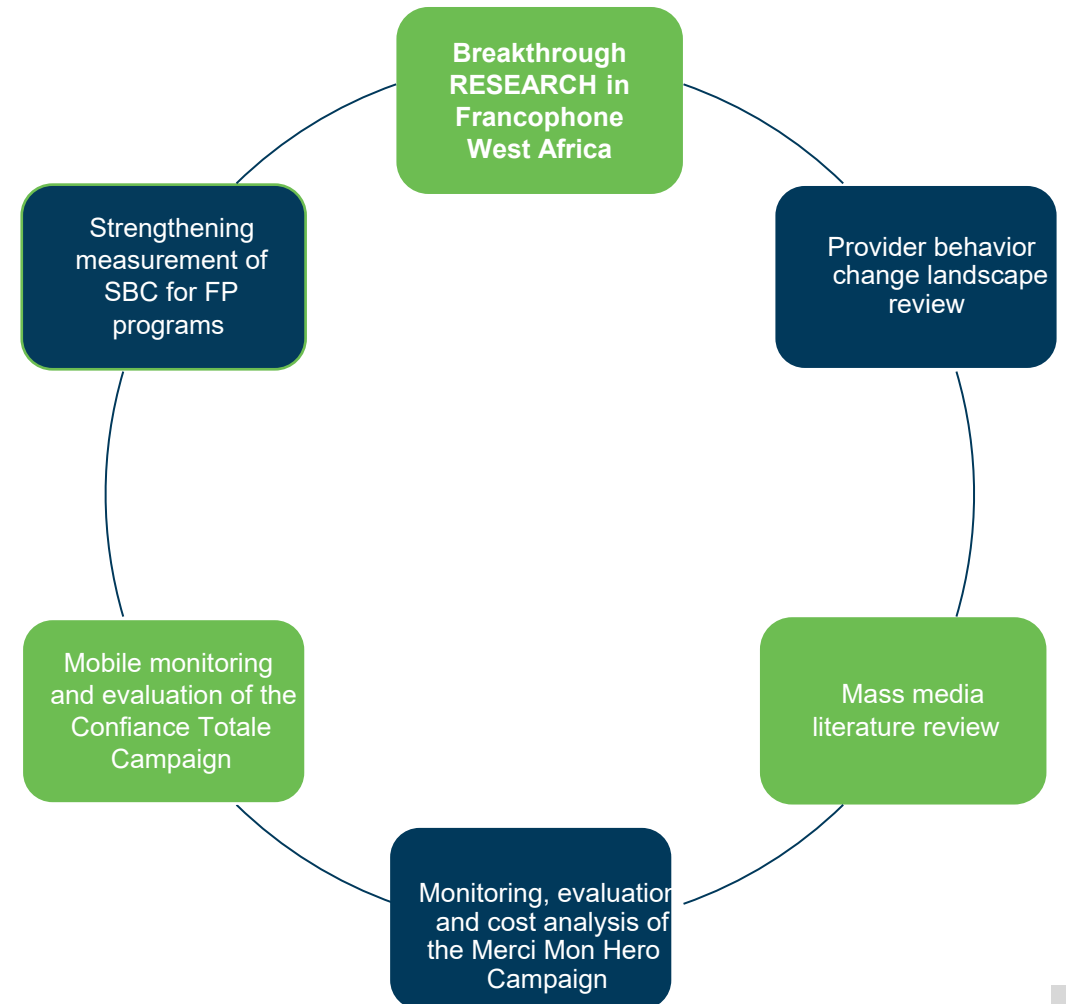 Breakthrough
RESEARCH in
Francophone
West Africa
Provider behavior
change landscape
review
Mass media
literature review
Monitoring, evaluation
and cost analysis of
the Merci Mon Hero
Campaign
Mobile monitoring
and evaluation of the
Confiance Totale
Campaign
Strengthening
measurement of
SBC for FP
programs